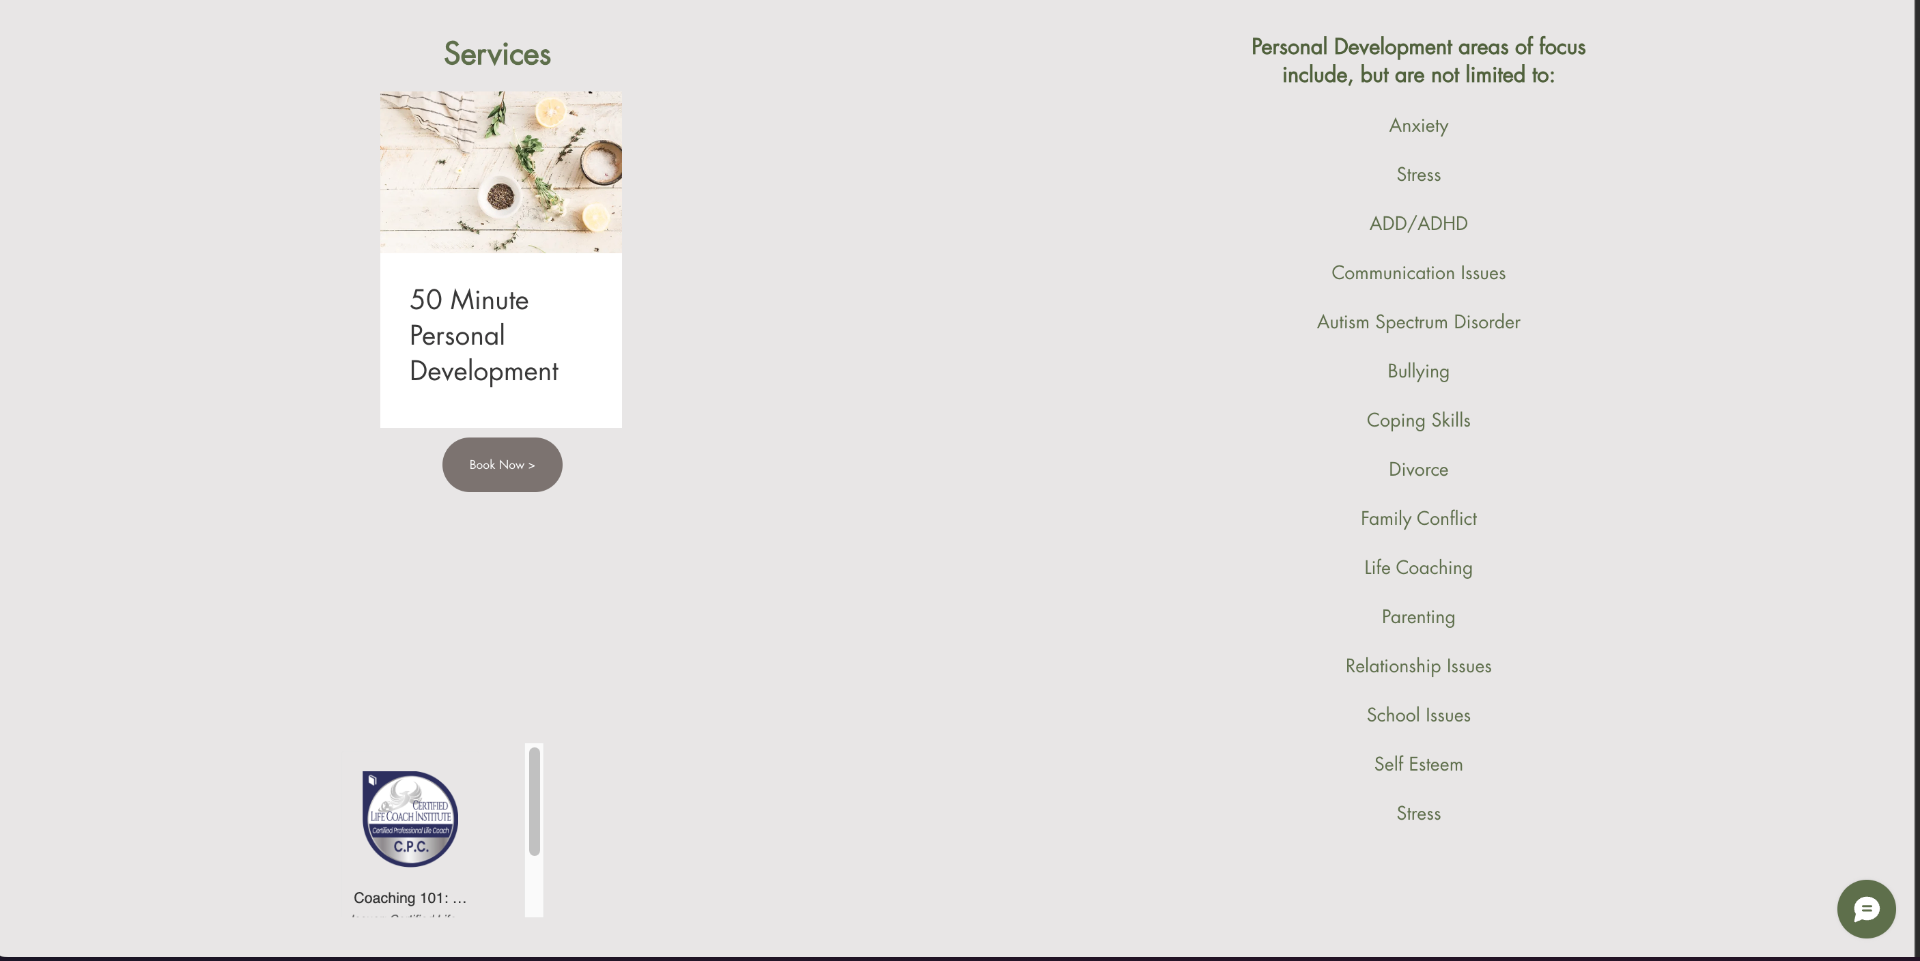 Services
50 Minute
Personal
Development
Book Now >
CERTIFIED
LIFE COACH INSTITUTE
Certified Professional Life Coach
C.P.C.
Coaching 101: ...
Personal Development areas of focus
include, but are not limited to:
Anxiety
Stress
ADD/ADHD
Communication Issues
Autism Spectrum Disorder
Bullying
Coping Skills
Divorce
Family Conflict
Life Coaching
Parenting
Relationship Issues
School Issues
Self Esteem
Stress